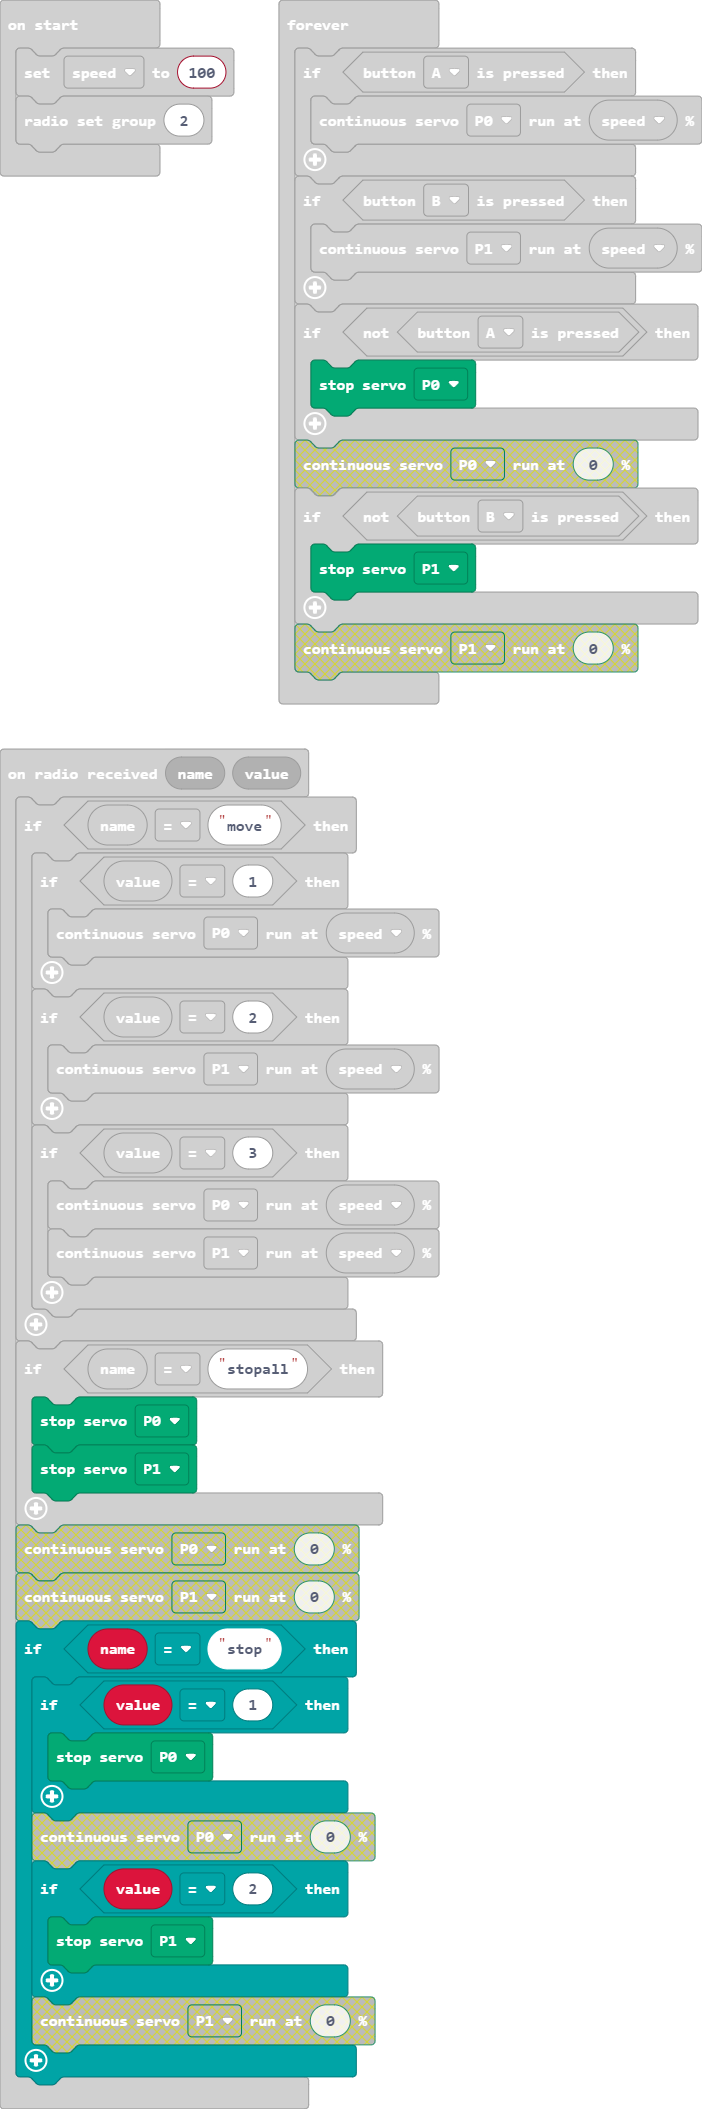 on start
set speed to 100
radio set group 2
forever
if button A is pressed then
continuous servo P0 run at speed %
if button B is pressed then
continuous servo P1 run at speed %
if not button A is pressed then
stop servo P0
continuous servo P0 run at 0 %
if not button B is pressed then
stop servo P1
continuous servo P1 run at 0 %
on radio received name value
if name = "move" then
if value = 1 then
continuous servo P0 run at speed %
if value = 2 then
continuous servo P1 run at speed %
if value = 3 then
continuous servo P0 run at speed %
continuous servo P1 run at speed %
if name = "stopall" then
stop servo P0
stop servo P1
continuous servo P0 run at 0 %
continuous servo P1 run at 0 %
if name = "stop" then
if value = 1 then
stop servo P0
continuous servo P0 run at 0 %
if value = 2 then
stop servo P1
continuous servo P1 run at 0 %